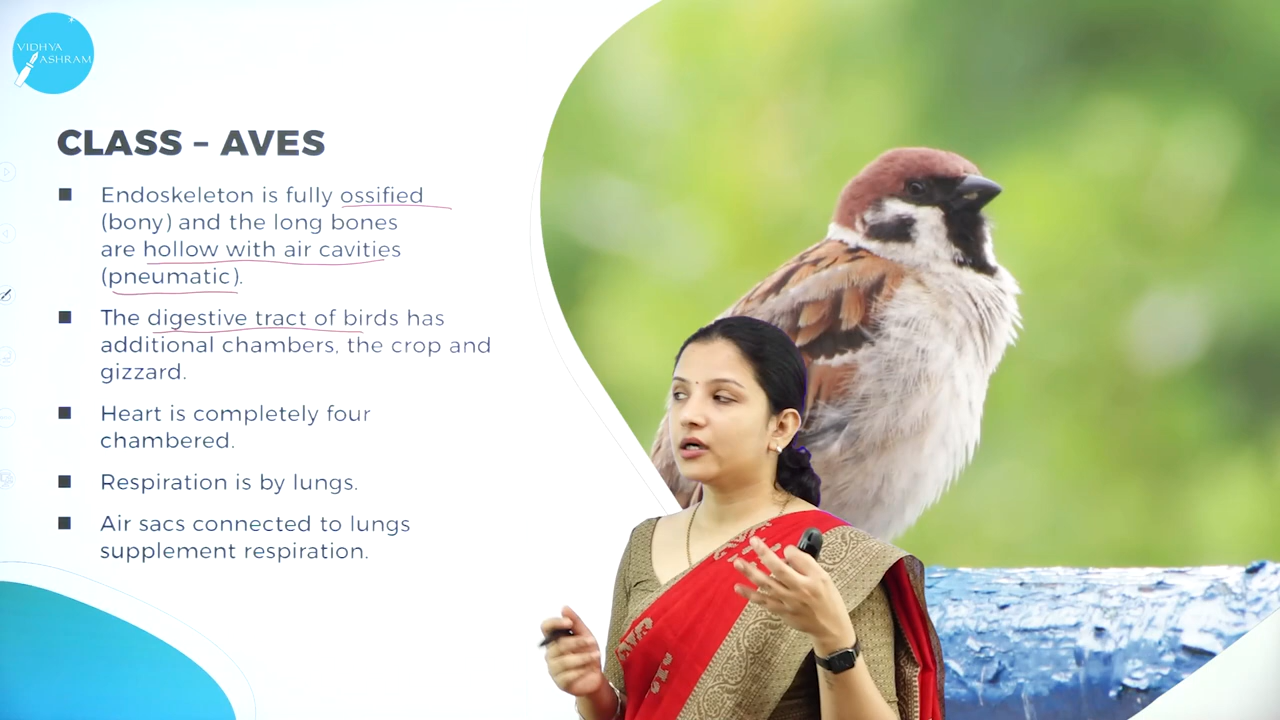 VIDHYA
ASHRAM
CLASS – AVES
■ Endoskeleton is fully ossified
(bony) and the long bones
are hollow with air cavities
(pneumatic).
■ The digestive tract of birds has
additional chambers, the crop and
gizzard.
■ Heart is completely four
chambered.
■ Respiration is by lungs.
■ Air sacs connected to lungs
supplement respiration.